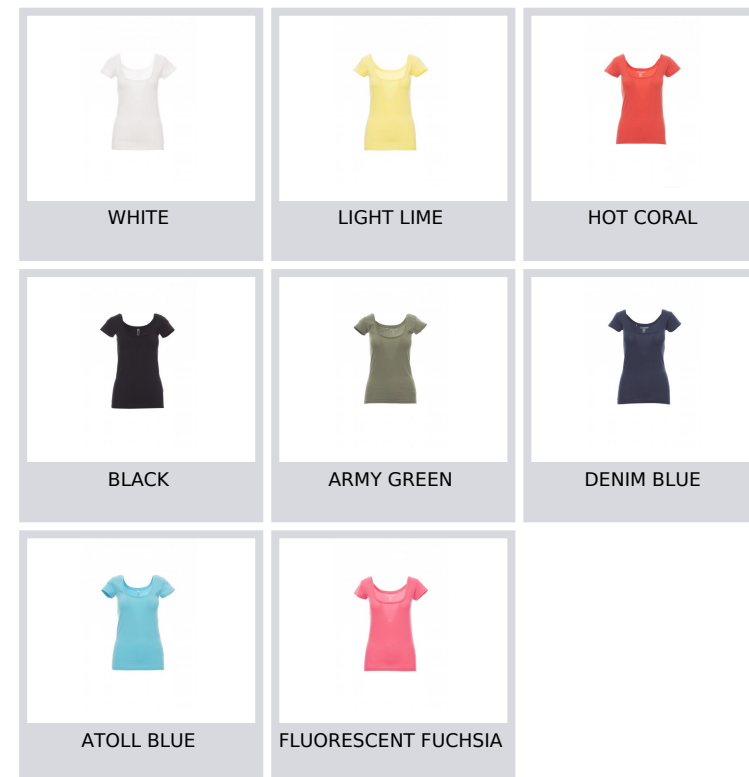 WHITE
LIGHT LIME
HOT CORAL
BLACK
ARMY GREEN
DENIM BLUE
ATOLL BLUE
FLUORESCENT FUCHSIA